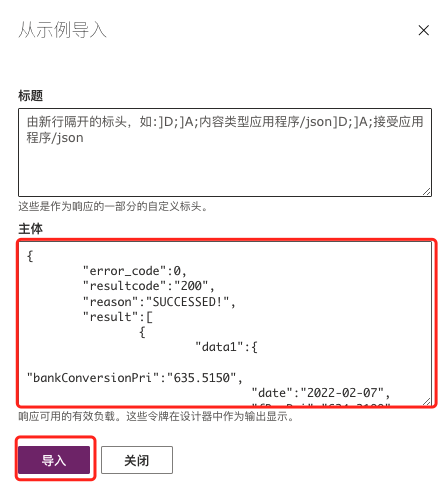 从示例导入
标题
由新行隔开的标头，如:]D;]A;内容类型应用程序/json]D;]A;接受应用
程序/json
这些是作为响应的一部分的自定义标头。
主体
{
"error_code":0,
"resultcode":"200",
"reason":"SUCCESSED!",
"result":[
{
"data1":{
"bankConversionPri":"635.5150",
"date":"2022-02-07",
响应可用的有效负载。这些令牌在设计器中作为输出显示。
导入 关闭